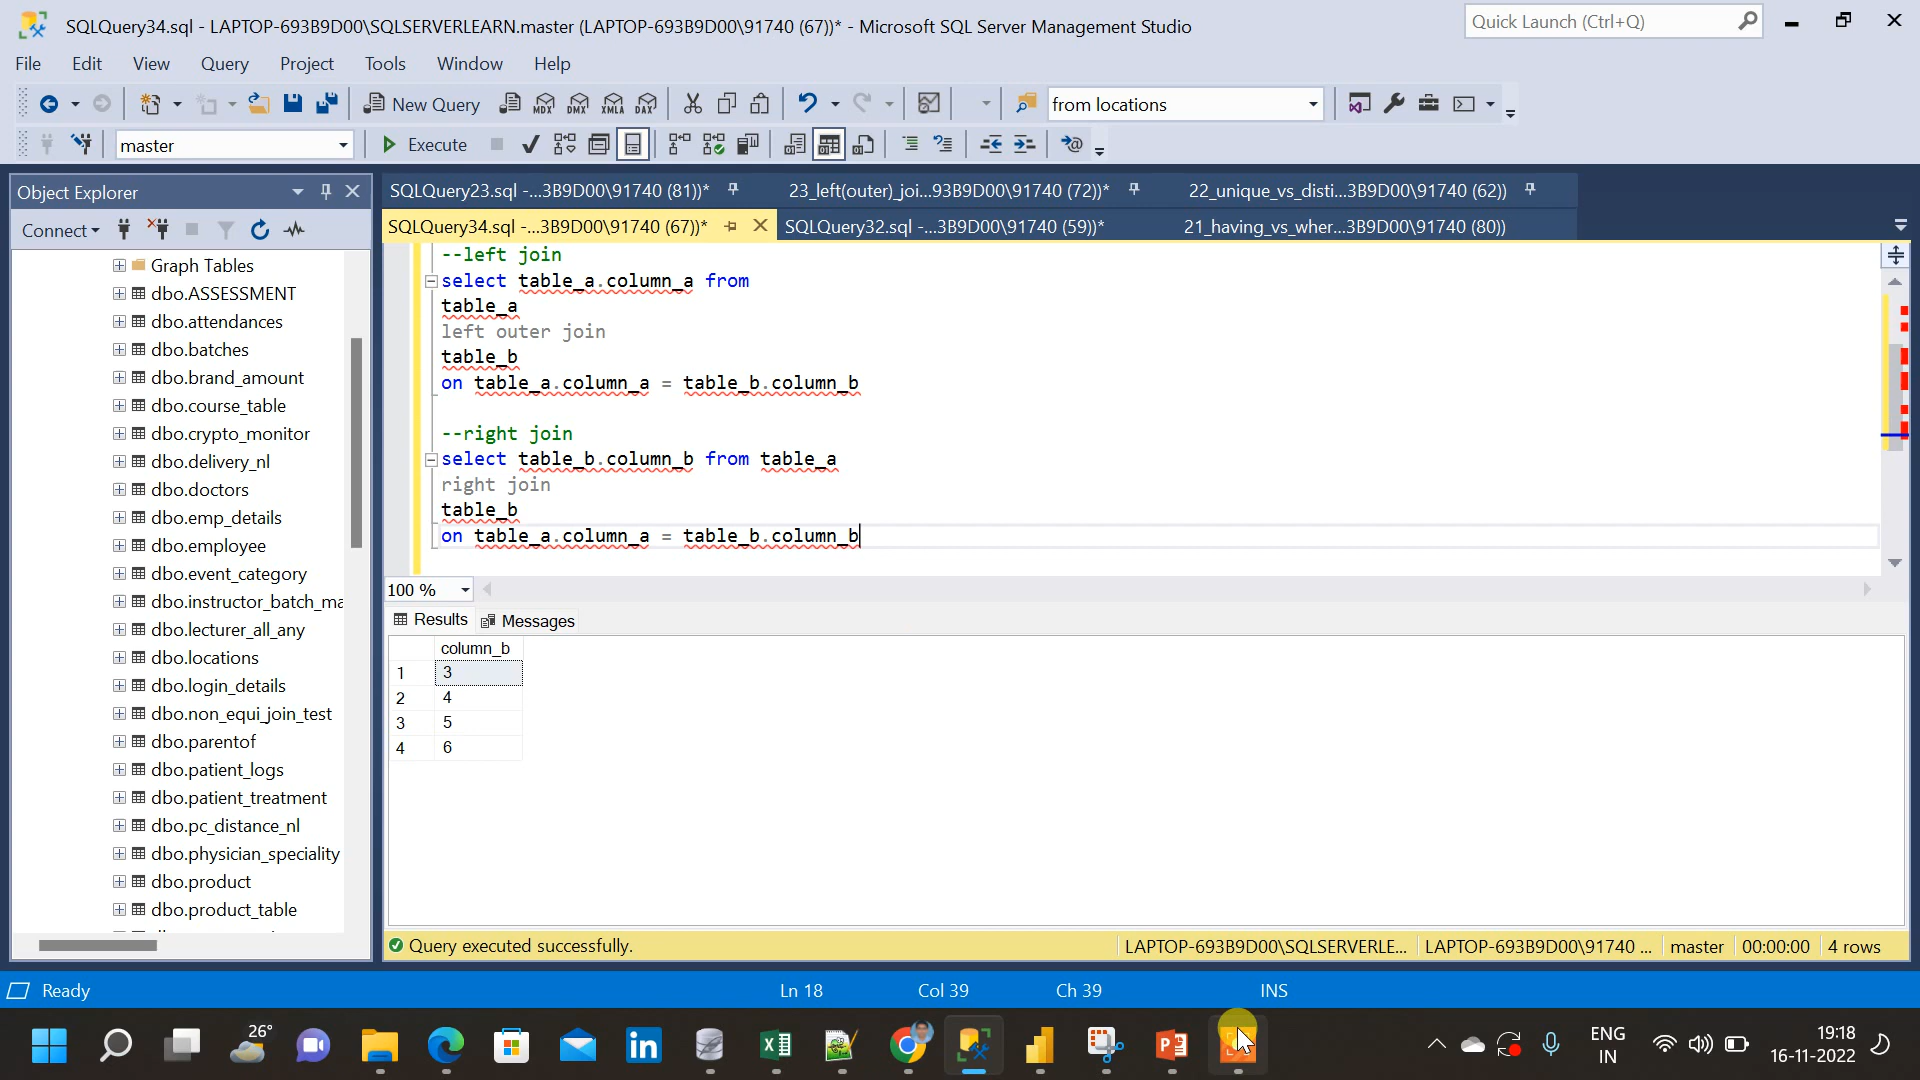 SQLQuery34.sql - LAPTOP-693B9D00\SQLSERVERLEARN.master (LAPTOP-693B9D00\91740 (67))* - Microsoft SQL Server Management Studio
Quick Launch (Ctrl+Q)
File Edit View Query Project Tools Window Help
New Query MDX DMX XMLA DAX from locations
master Execute
Object Explorer
SQLQuery23.sql -...3B9D00\91740 (81))* 23_left(outer)_joi...93B9D00\91740 (72))* 22_unique_vs_disti...3B9D00\91740 (62))
SQLQuery34.sql -...3B9D00\91740 (67))* SQLQuery32.sql -...3B9D00\91740 (59))* 21_having_vs_wher...3B9D00\91740 (80))
Connect
Graph Tables
dbo.ASSESSMENT
dbo.attendances
dbo.batches
dbo.brand_amount
dbo.course_table
dbo.crypto_monitor
dbo.delivery_nl
dbo.doctors
dbo.emp_details
dbo.employee
dbo.event_category
dbo.instructor_batch_ma
dbo.lecturer_all_any
dbo.locations
dbo.login_details
dbo.non_equi_join_test
dbo.parentof
dbo.patient_logs
dbo.patient_treatment
dbo.pc_distance_nl
dbo.physician_speciality
dbo.product
dbo.product_table
--left join
select table_a.column_a from
table_a
left outer join
table_b
on table_a.column_a = table_b.column_b
--right join
select table_b.column_b from table_a
right join
table_b
on table_a.column_a = table_b.column_b
100 %
Results Messages
column_b
1 3
2 4
3 5
4 6
Query executed successfully. LAPTOP-693B9D00\SQLSERVERLE... LAPTOP-693B9D00\91740 ... master 00:00:00 4 rows
Ready Ln 18 Col 39 Ch 39 INS
26°
ENG
IN
19:18
16-11-2022